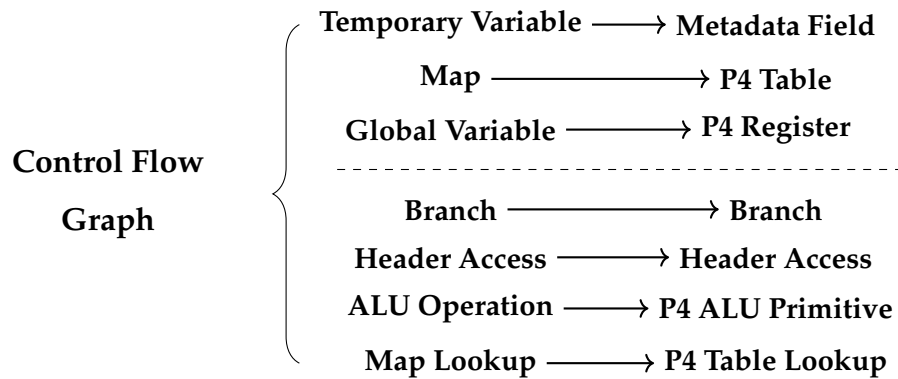 Temporary Variable Metadata Field
Map P4 Table
Global Variable P4 Register
Control Flow
Graph
Branch Branch
Header Access Header Access
ALU Operation P4 ALU Primitive
Map Lookup P4 Table Lookup